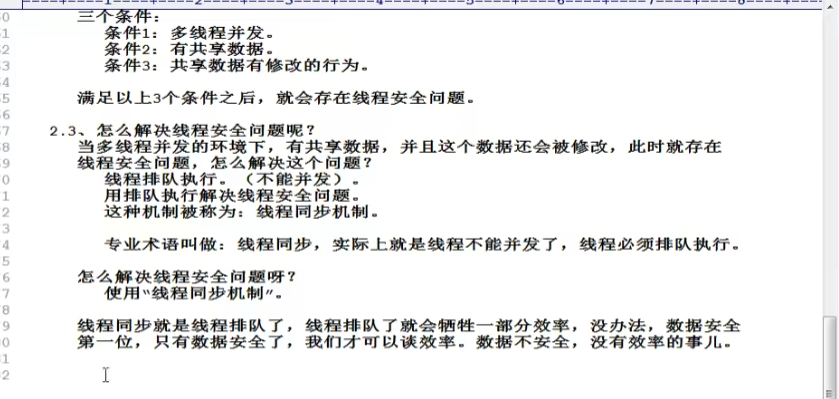 三个条件:
条件1: 多线程并发。
条件2: 有共享数据。
条件3: 共享数据有修改的行为。
满足以上3个条件之后，就会存在线程安全问题。
2.3、怎么解决线程安全问题呢?
当多线程并发的环境下，有共享数据，并且这个数据还会被修改，此时就存在
线程安全问题，怎么解决这个问题?
线程排队执行。（不能并发）。
用排队执行解决线程安全问题。
这种机制被称为: 线程同步机制。
专业术语叫做: 线程同步，实际上就是线程不能并发了，线程必须排队执行。
怎么解决线程安全问题呀?
使用“线程同步机制”。
线程同步就是线程排队了，线程排队了就会牺牲一部分效率，没办法，数据安全
第一位，只有数据安全了，我们才可以谈效率。数据不安全，没有效率的事儿。